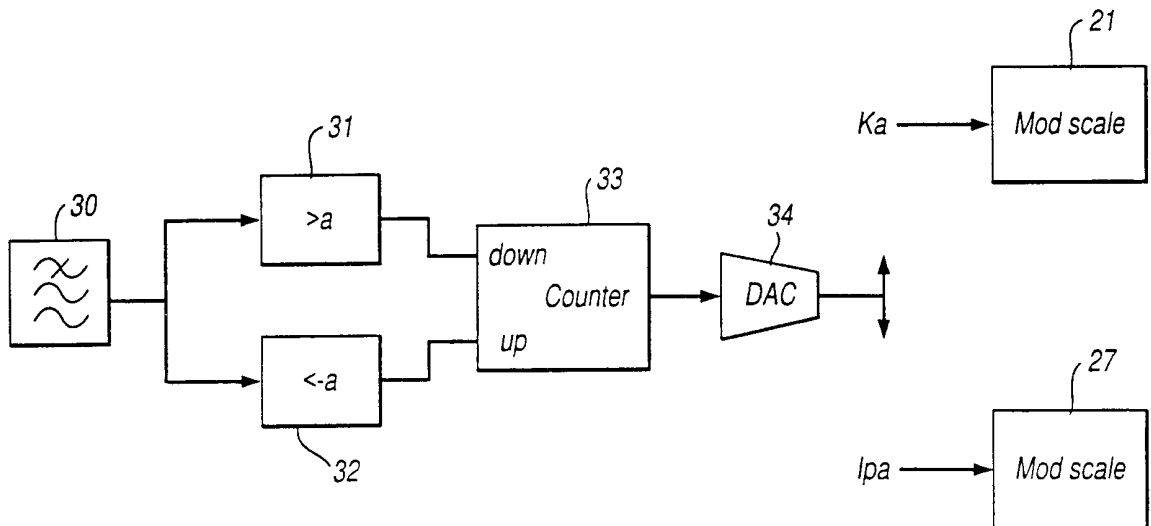 21
Ka
Mod scale
31
>a
30
33
down
Counter
up
34
DAC
<-a
32
27
Ipa
Mod scale